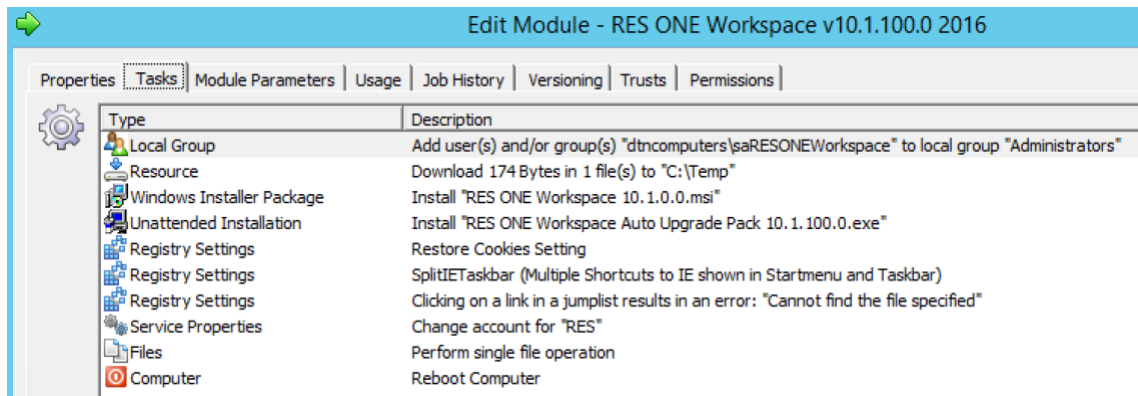 Edit Module - RES ONE Workspace v10.1.100.0 2016
Properties Tasks Module Parameters Usage Job History Versioning Trusts Permissions
Type Description
Local Group Add user(s) and/or group(s) "dtncomputers\saRESONEWorkspace" to local group "Administrators"
Resource Download 174 Bytes in 1 file(s) to "C:\Temp"
Windows Installer Package Install "RES ONE Workspace 10.1.0.0.msi"
Unattended Installation Install "RES ONE Workspace Auto Upgrade Pack 10.1.100.0.exe"
Registry Settings Restore Cookies Setting
Registry Settings SplitIETaskbar (Multiple Shortcuts to IE shown in Startmenu and Taskbar)
Registry Settings Clicking on a link in a jumplist results in an error: "Cannot find the file specified"
Service Properties Change account for "RES"
Files Perform single file operation
Computer Reboot Computer